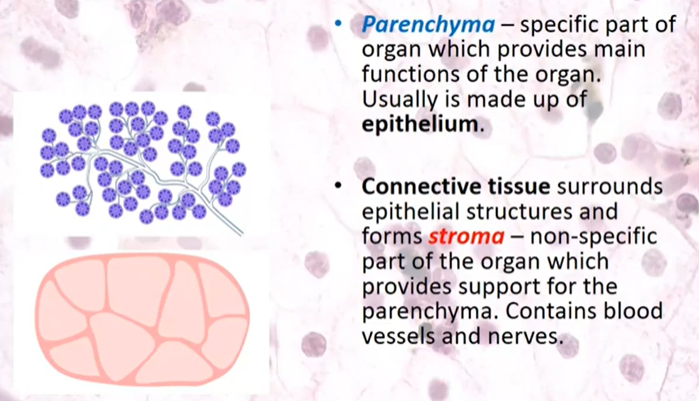 • Parenchyma – specific part of
organ which provides main
functions of the organ.
Usually is made up of
epithelium.
• Connective tissue surrounds
epithelial structures and
forms stroma – non-specific
part of the organ which
provides support for the
parenchyma. Contains blood
vessels and nerves.